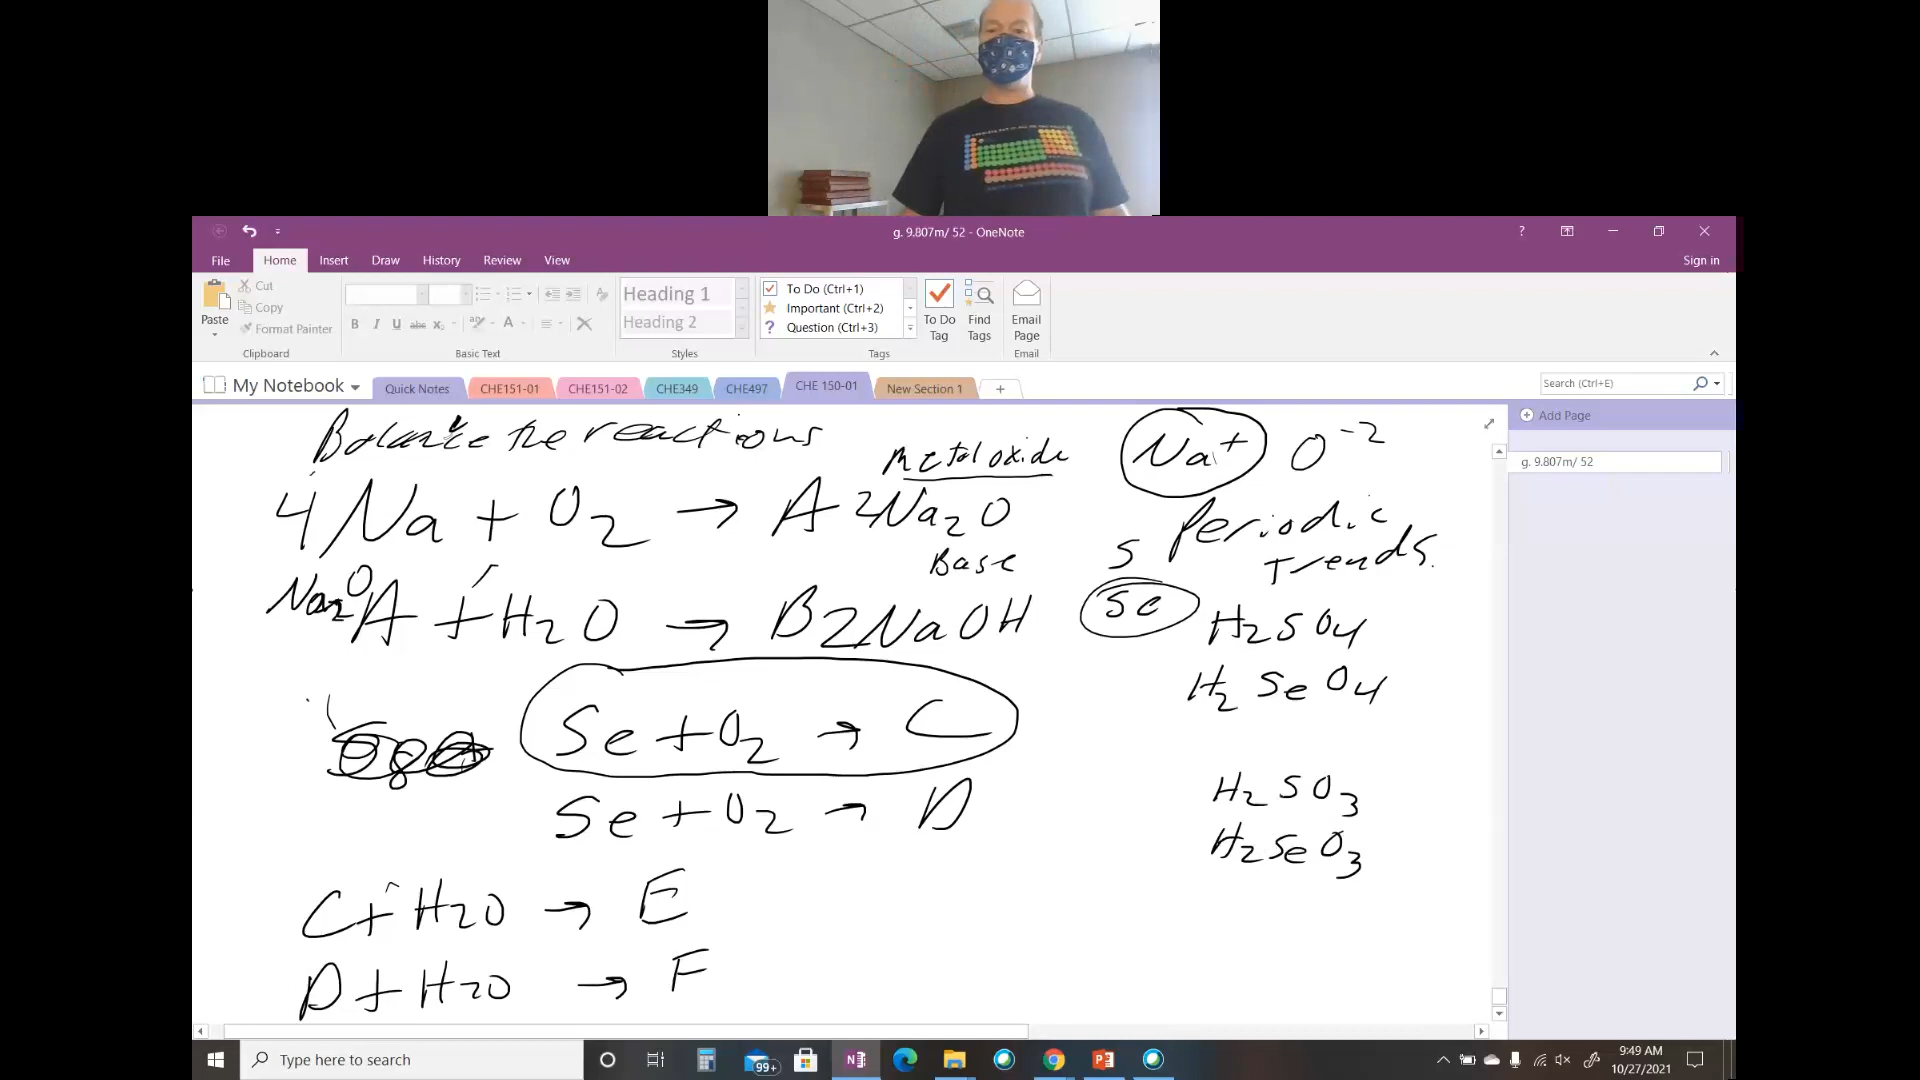 g. 9.807m/ 52 - OneNote
?
File Home Insert Draw History Review View Sign in
Paste
Cut
Copy
Format Painter
Clipboard
B I U abc x₂ A
Basic Text
Heading 1
Heading 2
Styles
To Do (Ctrl+1)
Important (Ctrl+2)
? Question (Ctrl+3)
To Do Tag
Find Tags
Tags
Email Page
Email
My Notebook Quick Notes CHE151-01 CHE151-02 CHE349 CHE497 CHE 150-01 New Section 1 +
Search (Ctrl+E)
Add Page
g. 9.807m/ 52
Balance the reactions
Metal oxide
Na+ O-2
4Na + O2 → A 2Na2O
Periodic Trends.
Base
Na2O A + H2O → B 2NaOH
S
Se
H2SO4
H2SeO4
Se + O2 → C
Se + O2 → D
H2SO3
H2SeO3
C + H2O → E
D + H2O → F
Type here to search
99+
9:49 AM
10/27/2021